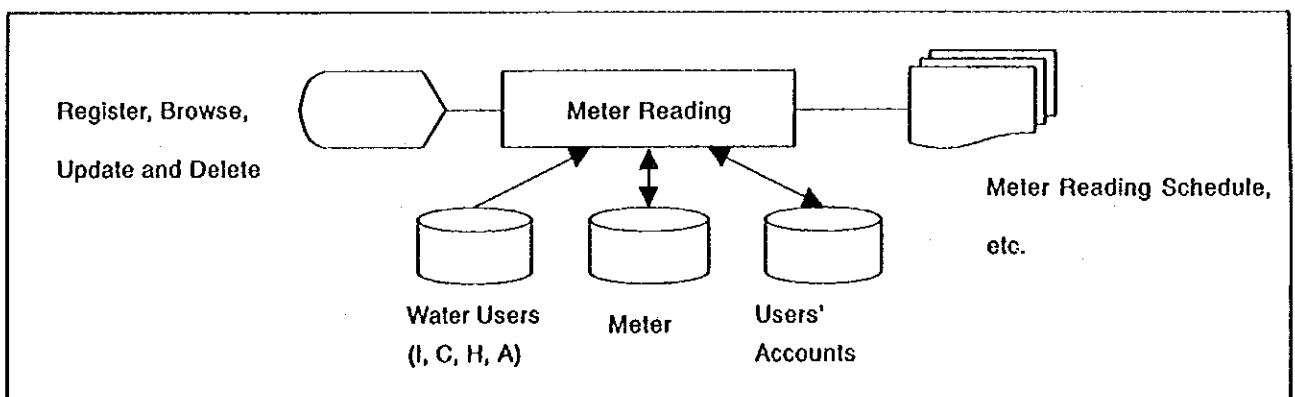 Register, Browse,
Update and Delete
Meter Reading
Meter Reading Schedule,
etc.
Water Users
(I, C, H, A)
Meter
Users'
Accounts